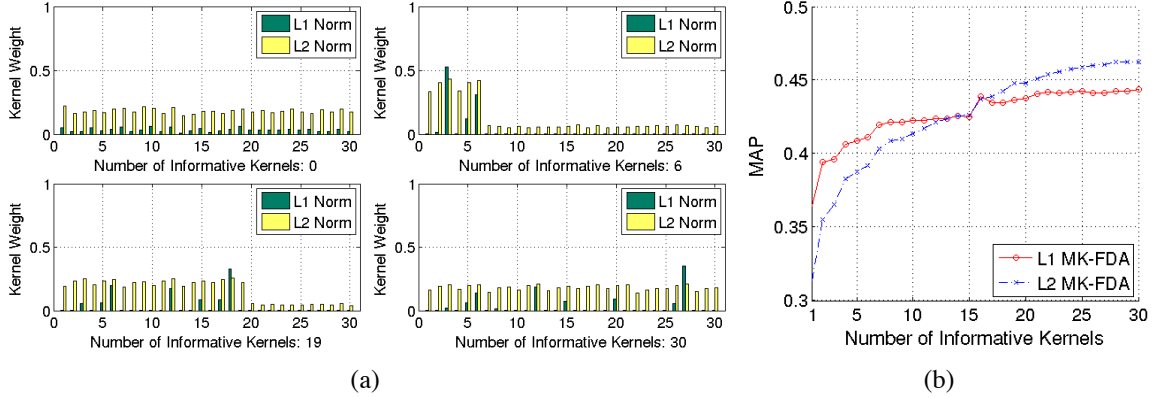 1
0.5
0
Kernel Weight
L1 Norm
L2 Norm
0 5 10 15 20 25 30
Number of Informative Kernels: 0
1
0.5
0
Kernel Weight
L1 Norm
L2 Norm
0 5 10 15 20 25 30
Number of Informative Kernels: 6
1
0.5
0
Kernel Weight
L1 Norm
L2 Norm
0 5 10 15 20 25 30
Number of Informative Kernels: 19
1
0.5
0
Kernel Weight
L1 Norm
L2 Norm
0 5 10 15 20 25 30
Number of Informative Kernels: 30
(a)
0.45
0.4
0.35
0.3
MAP
L1 MK-FDA
L2 MK-FDA
1 5 10 15 20 25 30
Number of Informative Kernels
(b)